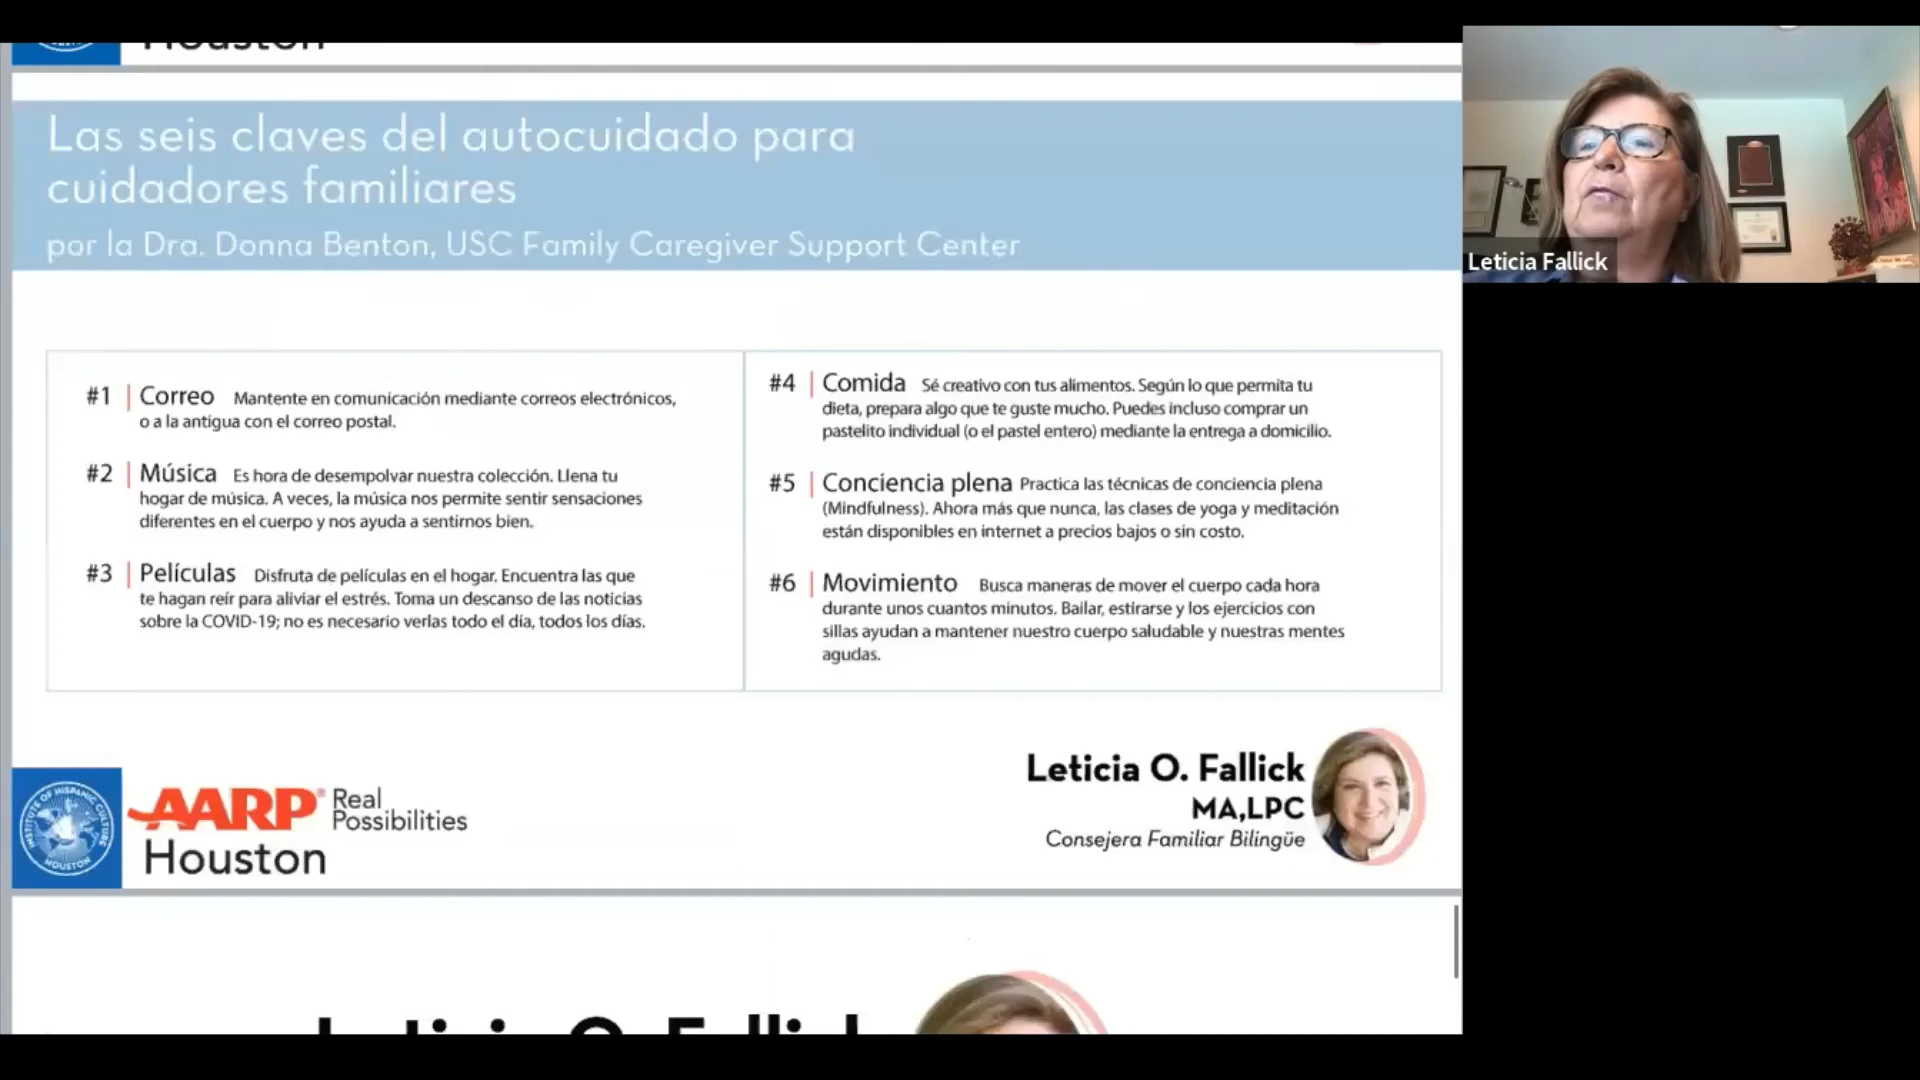 Houston
Las seis claves del autocuidado para
cuidadores familiares
por la Dra. Donna Benton, USC Family Caregiver Support Center
#1 Correo Mantente en comunicación mediante correos electrónicos,
o a la antigua con el correo postal.
#2 Música Es hora de desempolvar nuestra colección. Llena tu
hogar de música. A veces, la música nos permite sentir sensaciones
diferentes en el cuerpo y nos ayuda a sentirnos bien.
#3 Películas Disfruta de películas en el hogar. Encuentra las que
te hagan reír para aliviar el estrés. Toma un descanso de las noticias
sobre la COVID-19; no es necesario verlas todo el día, todos los días.
#4 Comida Sé creativo con tus alimentos. Según lo que permita tu
dieta, prepara algo que te guste mucho. Puedes incluso comprar un
pastelito individual (o el pastel entero) mediante la entrega a domicilio.
#5 Conciencia plena Practica las técnicas de conciencia plena
(Mindfulness). Ahora más que nunca, las clases de yoga y meditación
están disponibles en internet a precios bajos o sin costo.
#6 Movimiento Busca maneras de mover el cuerpo cada hora
durante unos cuantos minutos. Bailar, estirarse y los ejercicios con
sillas ayudan a mantener nuestro cuerpo saludable y nuestras mentes
agudas.
INSTITUTE OF HISPANIC CULTURE
HOUSTON
AARP® Real
Possibilities
Houston
Leticia O. Fallick
MA,LPC
Consejera Familiar Bilingüe
Leticia O. Fallick
Leticia Fallick